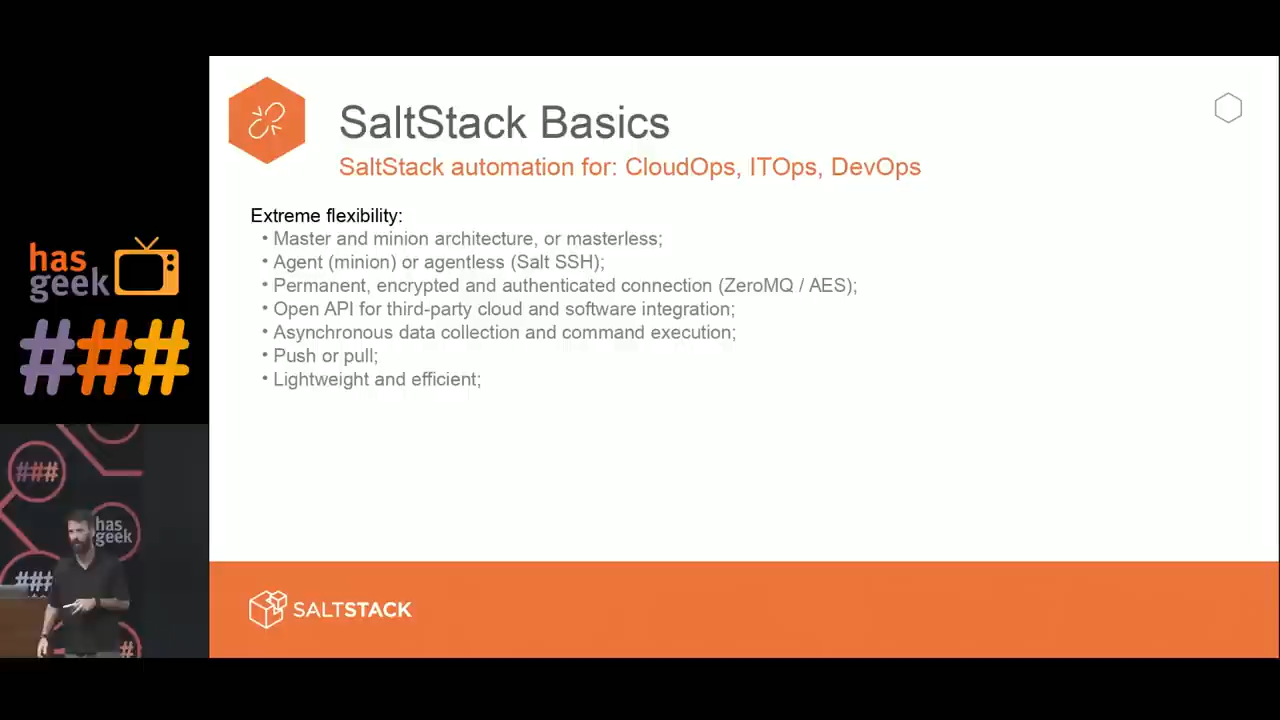 SaltStack Basics
SaltStack automation for: CloudOps, ITOps, DevOps
Extreme flexibility:
• Master and minion architecture, or masterless;
• Agent (minion) or agentless (Salt SSH);
• Permanent, encrypted and authenticated connection (ZeroMQ / AES);
• Open API for third-party cloud and software integration;
• Asynchronous data collection and command execution;
• Push or pull;
• Lightweight and efficient;
has
geek
###
###
has
geek
###
#
SALTSTACK